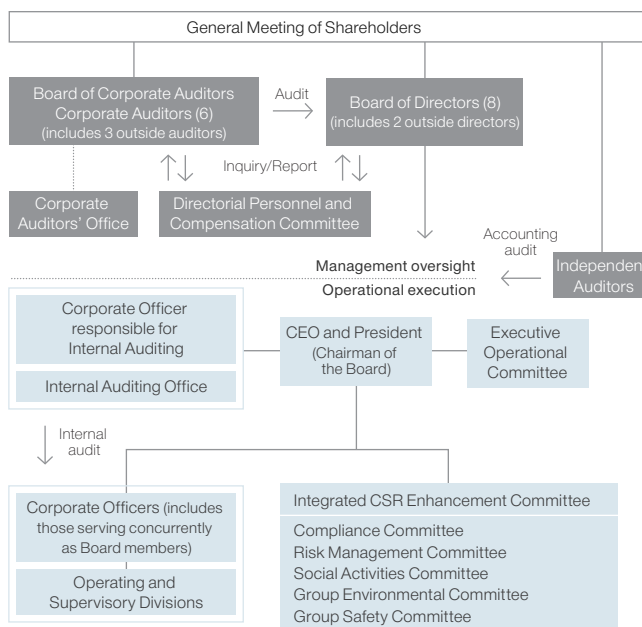 General Meeting of Shareholders
Board of Corporate Auditors
Corporate Auditors (6)
(includes 3 outside auditors)
Audit
Board of Directors (8)
(includes 2 outside directors)
Inquiry/Report
Corporate
Auditors' Office
Directorial Personnel and
Compensation Committee
Accounting
audit
Independent
Auditors
Management oversight
Operational execution
Corporate Officer
responsible for
Internal Auditing
Internal Auditing Office
CEO and President
(Chairman of
the Board)
Executive
Operational
Committee
Internal
audit
Corporate Officers (includes
those serving concurrently
as Board members)
Operating and
Supervisory Divisions
Integrated CSR Enhancement Committee
Compliance Committee
Risk Management Committee
Social Activities Committee
Group Environmental Committee
Group Safety Committee